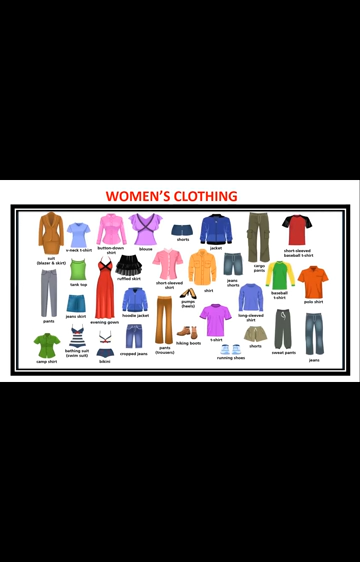 WOMEN'S CLOTHING
suit
(blazer & skirt)
v-neck t-shirt
button-down
shirt
blouse
shorts
jacket
cargo
pants
short-sleeved
baseball t-shirt
tank top
ruffled skirt
short-sleeved
shirt
shirt
jeans
shorts
baseball
t-shirt
polo shirt
pants
jeans skirt
evening gown
hoodie jacket
pants
(trousers)
pumps
(heels)
long-sleeved
shirt
camp shirt
bathing suit
(swim suit)
bikini
cropped jeans
hiking boots
t-shirt
running shoes
shorts
sweat pants
jeans